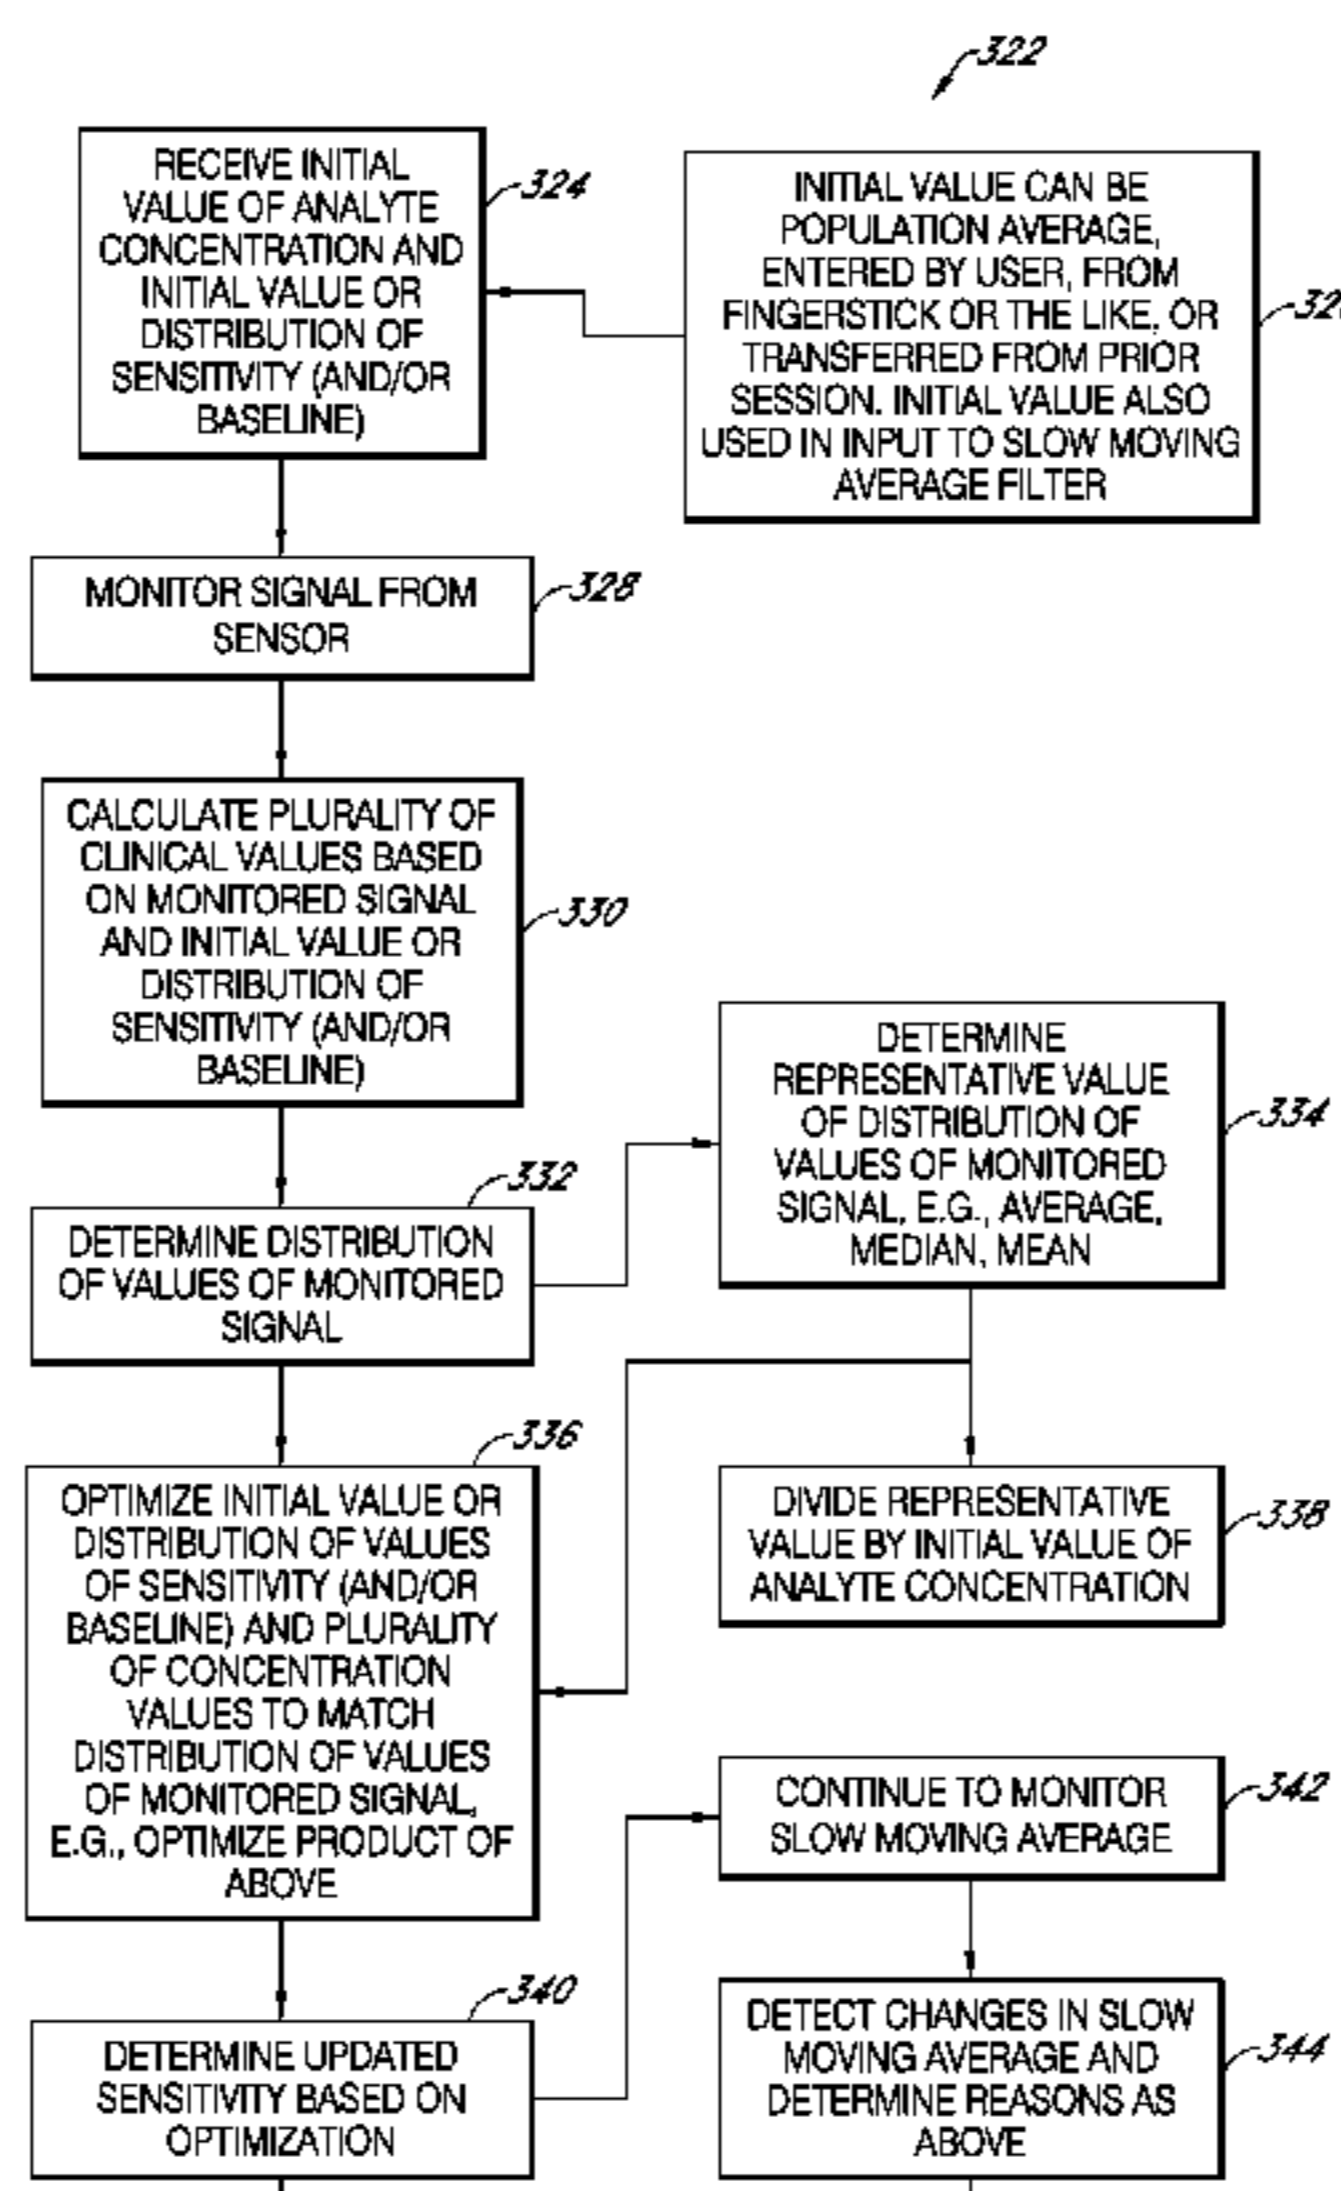 322
RECEIVE INITIAL
VALUE OF ANALYTE
CONCENTRATION AND
INITIAL VALUE OR
DISTRIBUTION OF
SENSITIVITY (AND/OR
BASELINE)
324
INITIAL VALUE CAN BE
POPULATION AVERAGE,
ENTERED BY USER, FROM
FINGERSTICK OR THE LIKE, OR
TRANSFERRED FROM PRIOR
SESSION. INITIAL VALUE ALSO
USED IN INPUT TO SLOW MOVING
AVERAGE FILTER
MONITOR SIGNAL FROM
SENSOR
328
CALCULATE PLURALITY OF
CLINICAL VALUES BASED
ON MONITORED SIGNAL
AND INITIAL VALUE OR
DISTRIBUTION OF
SENSITIVITY (AND/OR
BASELINE)
330
332
DETERMINE DISTRIBUTION
OF VALUES OF MONITORED
SIGNAL
DETERMINE
REPRESENTATIVE VALUE
OF DISTRIBUTION OF
VALUES OF MONITORED
SIGNAL, E.G., AVERAGE,
MEDIAN, MEAN
334
336
OPTIMIZE INITIAL VALUE OR
DISTRIBUTION OF VALUES
OF SENSITIVITY (AND/OR
BASELINE) AND PLURALITY
OF CONCENTRATION
VALUES TO MATCH
DISTRIBUTION OF VALUES
OF MONITORED SIGNAL,
E.G., OPTIMIZE PRODUCT OF
ABOVE
DIVIDE REPRESENTATIVE
VALUE BY INITIAL VALUE OF
ANALYTE CONCENTRATION
338
340
DETERMINE UPDATED
SENSITIVITY BASED ON
OPTIMIZATION
CONTINUE TO MONITOR
SLOW MOVING AVERAGE
342
DETECT CHANGES IN SLOW
MOVING AVERAGE AND
DETERMINE REASONS AS
ABOVE
344